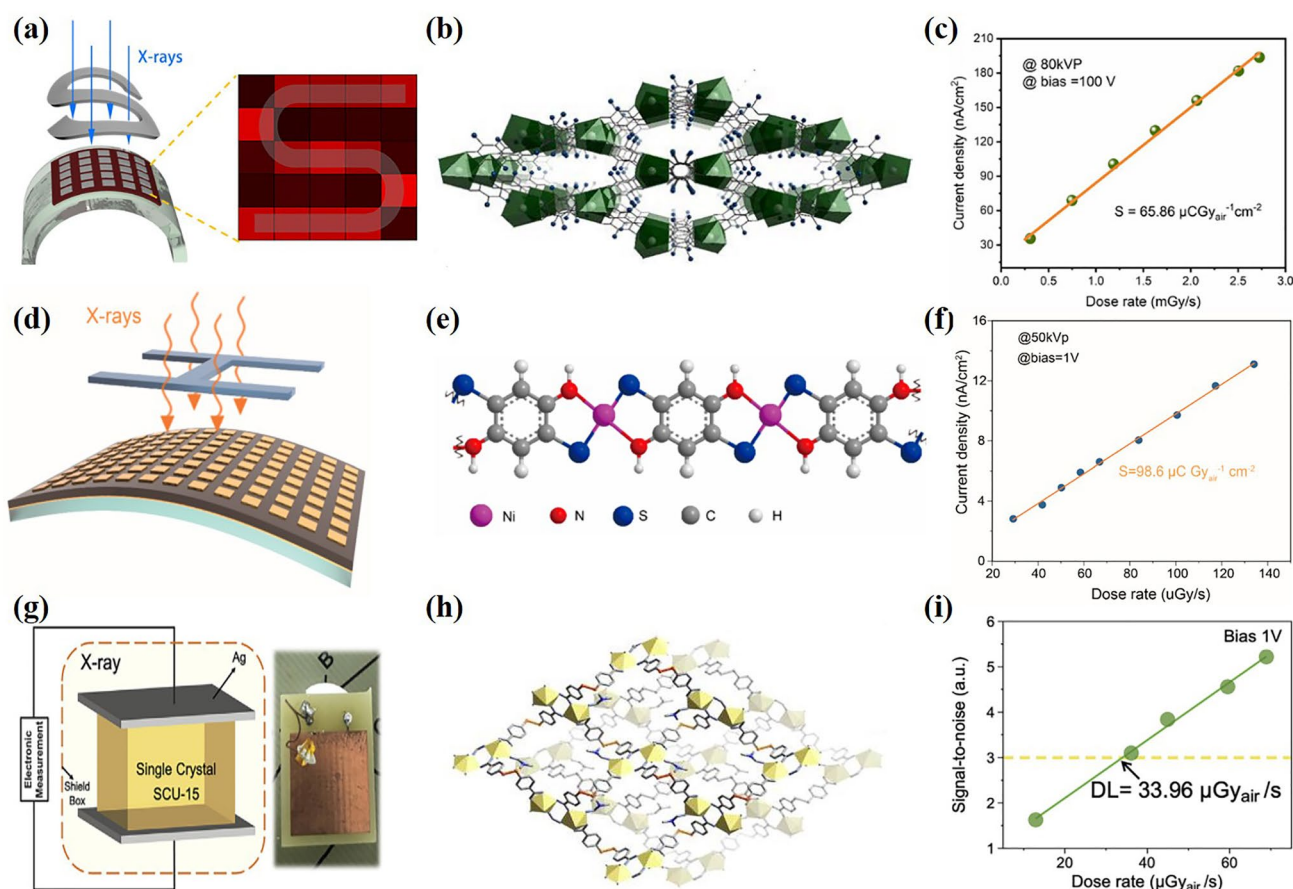 (a)
X-rays
(b)
(c)
210
180
150
120
90
60
30
Current density (nA/cm²)
@ 80kVP
@ bias =100 V
S = 65.86 μCGyₐᵢᵣ⁻¹cm⁻²
0.0 0.5 1.0 1.5 2.0 2.5 3.0
Dose rate (mGy/s)
(d)
X-rays
(e)
Ni N S C H
(f)
16
12
8
4
0
Current density (nA/cm²)
@50kVp
@bias=1V
S=98.6 μC Gyₐᵢᵣ⁻¹ cm⁻²
20 40 60 80 100 120 140
Dose rate (uGy/s)
(g)
X-ray
Ag
Electronic
Measurement
Shield
Box
Single Crystal
SCU-15
B
(h)
(i)
6
5
4
3
2
1
Signal-to-noise (a.u.)
Bias 1V
DL= 33.96 μGyₐᵢᵣ /s
20 40 60
Dose rate (μGyₐᵢᵣ /s)